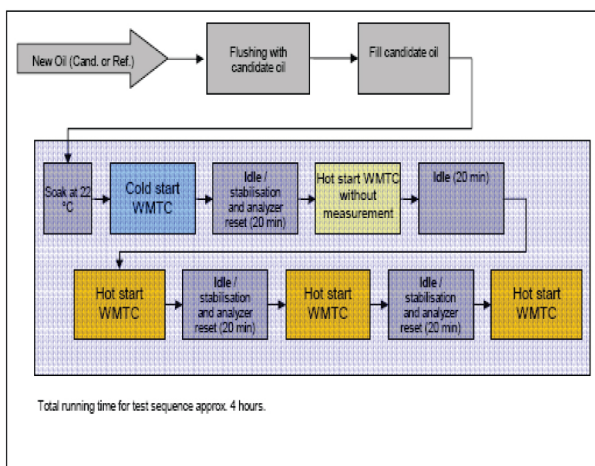 New Oil (Cand. or Ref.)
Flushing with
candidate oil
Fill candidate oil
Soak at 22
°C
Cold start
WMTC
Idle /
stabilisation
and analyzer
reset (20 min)
Hot start WMTC
without
measurement
Idle (20 min)
Hot start
WMTC
Idle /
stabilisation
and analyzer
reset (20 min)
Hot start
WMTC
Idle /
stabilisation
and analyzer
reset (20 min)
Hot start
WMTC
Total running time for test sequence approx. 4 hours.